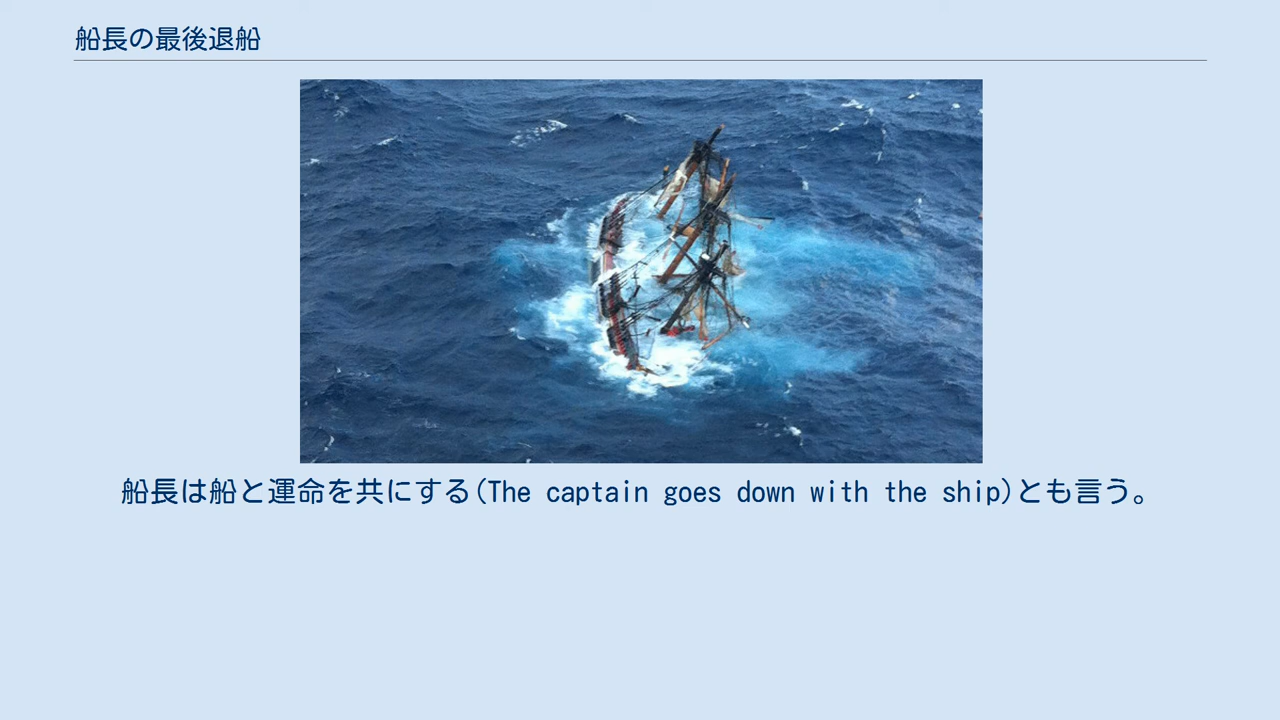 船長の最後退船
船長は船と運命を共にする(The captain goes down with the ship)とも言う。